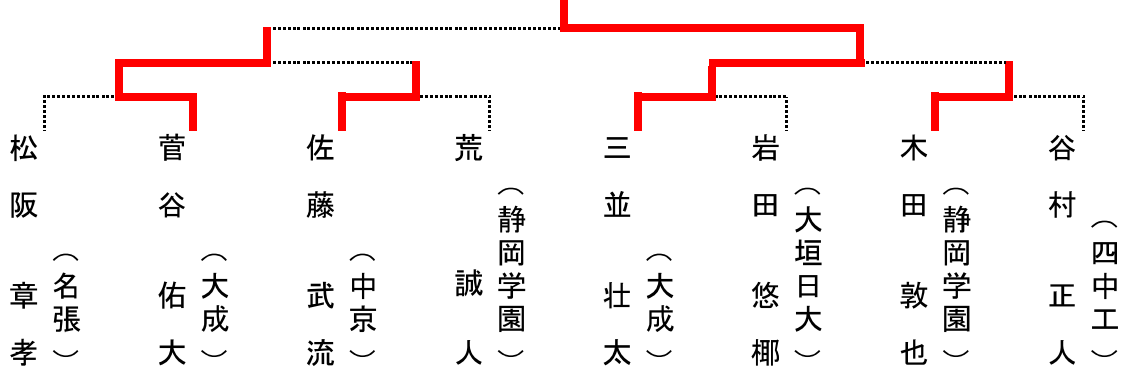 松阪章孝
（名張）
菅谷佑大
（大成）
佐藤武流
（中京）
荒誠人
（静岡学園）
三並壮太
（大成）
岩田悠椰
（大垣日大）
木田敦也
（静岡学園）
谷村正人
（四中工）